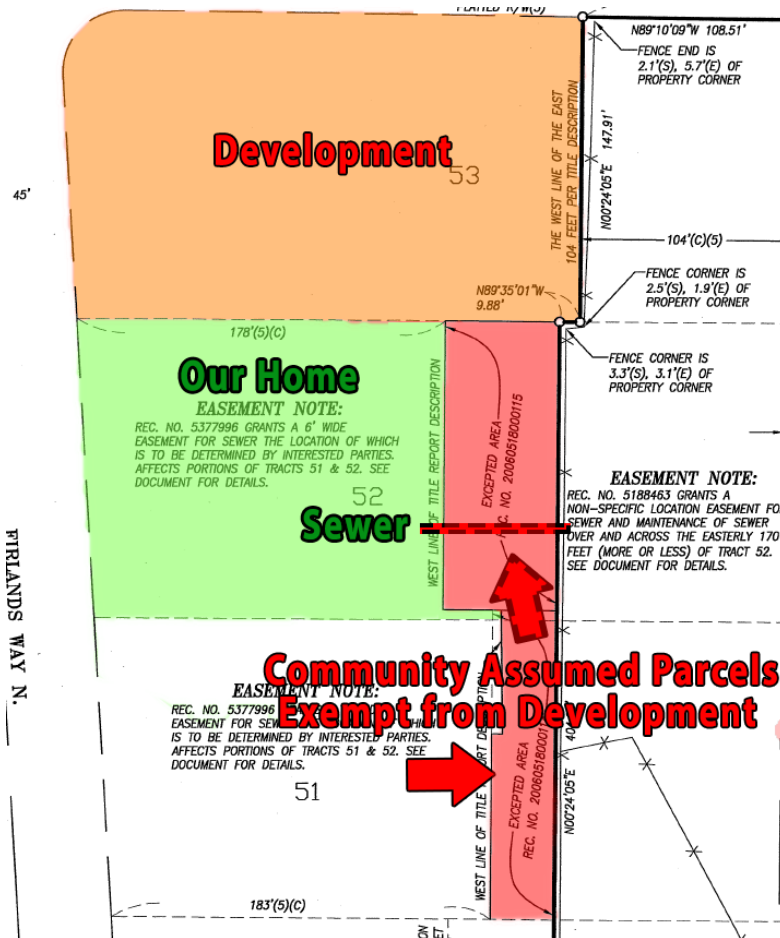 PLATTED R/W(5)
N89°10'09"W 108.51'
FENCE END IS
2.1'(S), 5.7'(E) OF
PROPERTY CORNER
Development
53
THE WEST LINE OF THE EAST
104 FEET PER TITLE DESCRIPTION
N00°24'05"E 147.91'
45'
104'(C)(5)
N89°35'01"W
9.88'
FENCE CORNER IS
2.5'(S), 1.9'(E) OF
PROPERTY CORNER
178'(5)(C)
FENCE CORNER IS
3.3'(S), 3.1'(E) OF
PROPERTY CORNER
Our Home
EASEMENT NOTE:
REC. NO. 5377996 GRANTS A 6' WIDE
EASEMENT FOR SEWER THE LOCATION OF WHICH
IS TO BE DETERMINED BY INTERESTED PARTIES.
AFFECTS PORTIONS OF TRACTS 51 & 52. SEE
DOCUMENT FOR DETAILS.
52
WEST LINE OF TITLE REPORT DESCRIPTION
EXCEPTED AREA
REC. NO. 20060518000115
Sewer
EASEMENT NOTE:
REC. NO. 5188463 GRANTS A
NON-SPECIFIC LOCATION EASEMENT FOR
SEWER AND MAINTENANCE OF SEWER
OVER AND ACROSS THE EASTERLY 170
FEET (MORE OR LESS) OF TRACT 52.
SEE DOCUMENT FOR DETAILS.
FIRLANDS WAY N.
Community Assumed Parcels
Exempt from Development
EASEMENT NOTE:
REC. NO. 5377996
EASEMENT FOR
IS TO BE DETERMINED BY INTERESTED PARTIES.
AFFECTS PORTIONS OF TRACTS 51 & 52. SEE
DOCUMENT FOR DETAILS.
51
WEST LINE OF TITLE DESCRIPTION
EXCEPTED AREA
REC. NO.
N00°24'05"E
183'(5)(C)